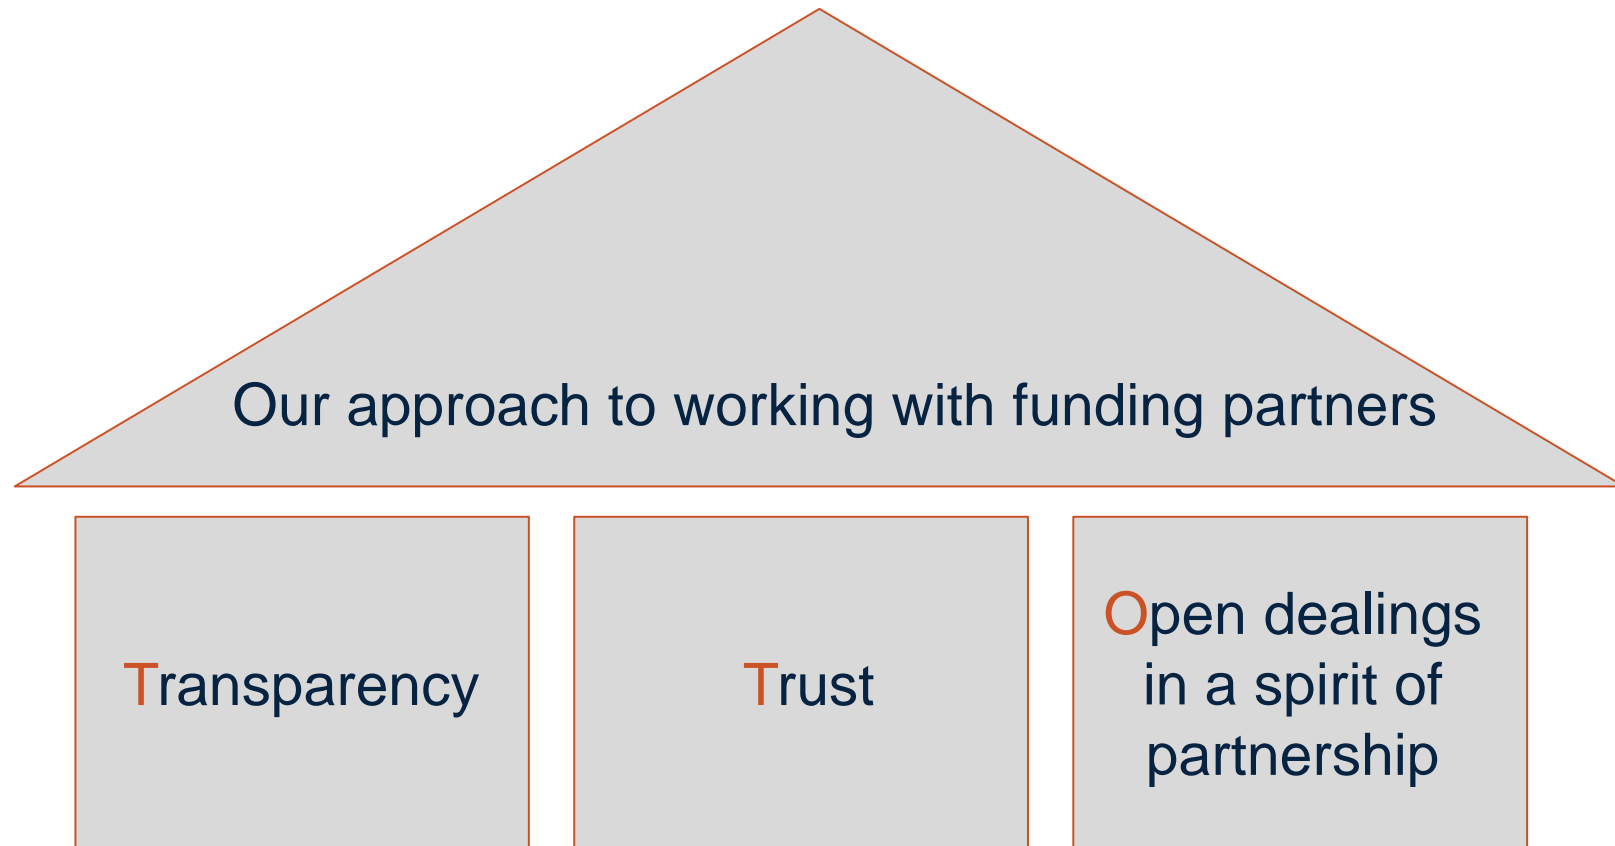 Our approach to working with funding partners
Transparency
Trust
Open dealings
in a spirit of
partnership